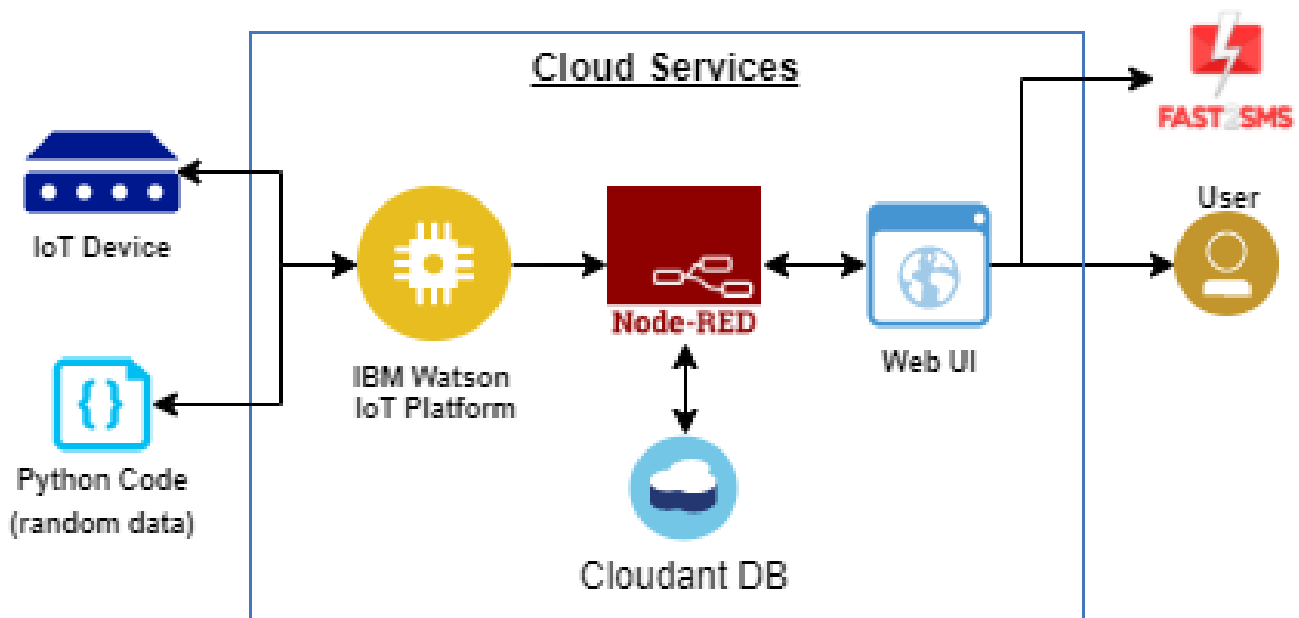 Cloud Services
FAST2SMS
User
IoT Device
Node-RED
Web UI
IBM Watson
IoT Platform
{}
Python Code
(random data)
Cloudant DB